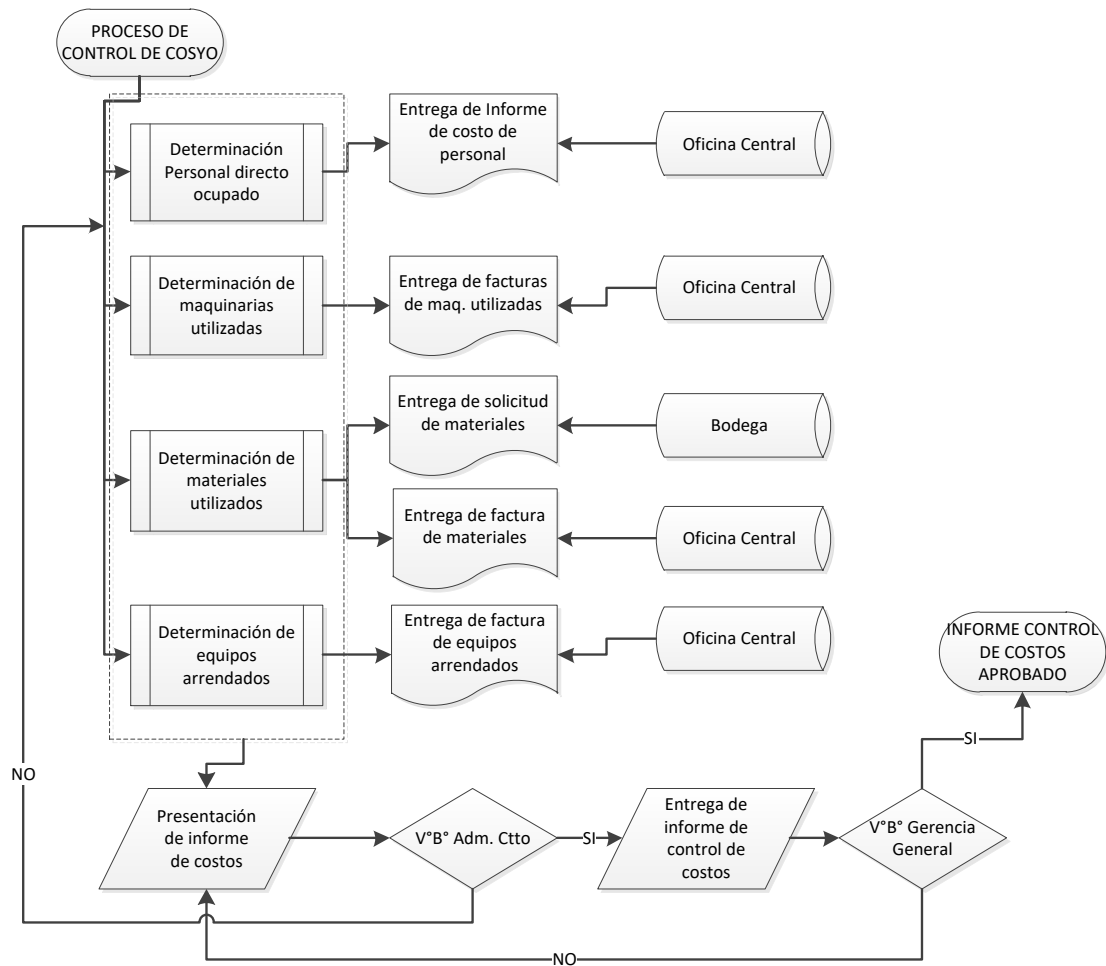 PROCESO DE
CONTROL DE COSYO
Determinación
Personal directo
ocupado
Entrega de Informe
de costo de
personal
Oficina Central
Determinación de
maquinarias
utilizadas
Entrega de facturas
de maq. utilizadas
Oficina Central
Determinación de
materiales
utilizados
Entrega de solicitud
de materiales
Bodega
Entrega de factura
de materiales
Oficina Central
Determinación de
equipos
arrendados
Entrega de factura
de equipos
arrendados
Oficina Central
INFORME CONTROL
DE COSTOS
APROBADO
SI
NO
Presentación
de informe
de costos
V°B° Adm. Ctto
SI
Entrega de
informe de
control de
costos
V°B° Gerencia
General
NO